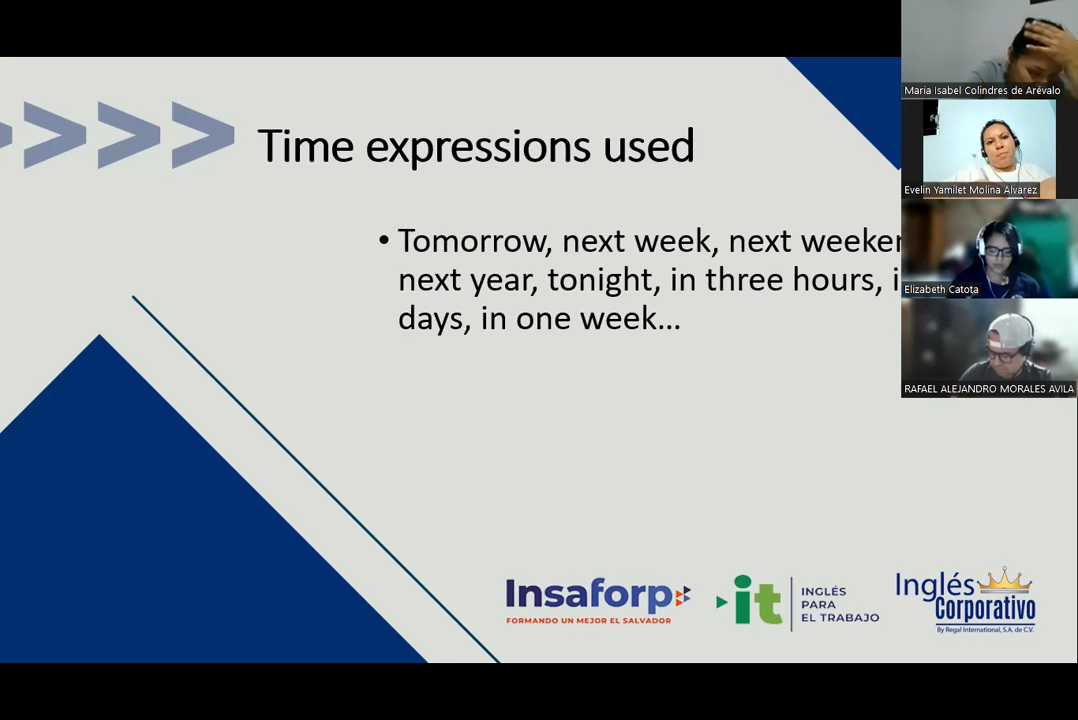 Time expressions used
• Tomorrow, next week, next
next year, tonight, in three hours,
days, in one week...
Insaforp
FORMANDO UN MEJOR EL SALVADOR
it
INGLÉS
PARA
EL TRABAJO
Inglés
Corporativo
By Regal International, S.A. de C.V.
Maria Isabel Colindres de Arévalo
Evelin Yamilet Molina Alvarez
Elizabeth Catota
RAFAEL ALEJANDRO MORALES AVILA